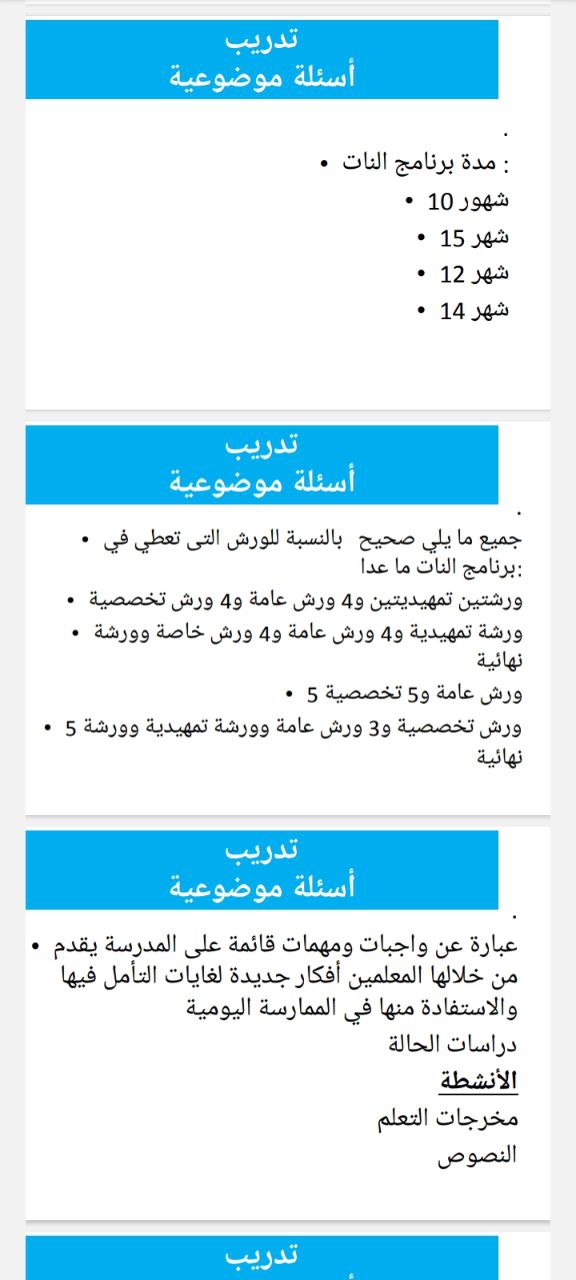 تدريب
أسئلة موضوعية
.
• مدة برنامج النات :
• 10 شهور
• 15 شهر
• 12 شهر
• 14 شهر
تدريب
أسئلة موضوعية
.
• جميع ما يلي صحيح بالنسبة للورش التى تعطي في
برنامج النات ما عدا:
• ورشتين تمهيديتين و4 ورش عامة و4 ورش تخصصية
• ورشة تمهيدية و4 ورش عامة و4 ورش خاصة وورشة
نهائية
• 5 ورش عامة و5 تخصصية
• 5 ورش تخصصية و3 ورش عامة وورشة تمهيدية وورشة
نهائية
تدريب
أسئلة موضوعية
.
• عبارة عن واجبات ومهمات قائمة على المدرسة يقدم
من خلالها المعلمين أفكار جديدة لغايات التأمل فيها
والاستفادة منها في الممارسة اليومية
دراسات الحالة
الأنشطة
مخرجات التعلم
النصوص
تدريب